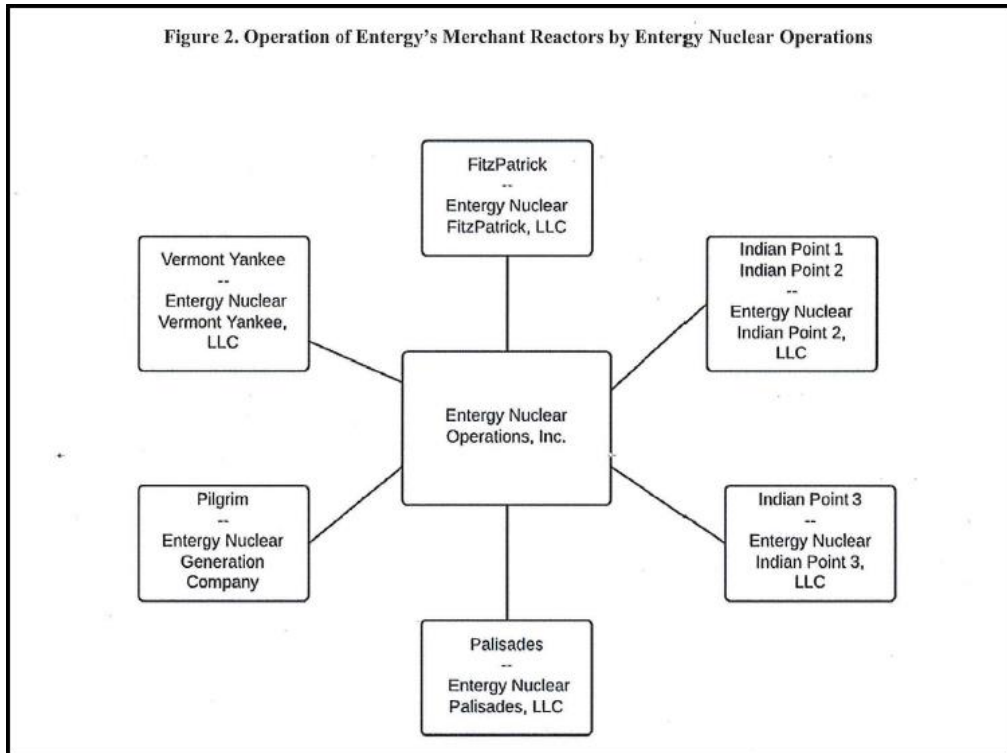 Figure 2. Operation of Entergy's Merchant Reactors by Entergy Nuclear Operations
FitzPatrick
--
Entergy Nuclear
FitzPatrick, LLC
Vermont Yankee
--
Entergy Nuclear
Vermont Yankee,
LLC
Indian Point 1
Indian Point 2
--
Entergy Nuclear
Indian Point 2,
LLC
Entergy Nuclear
Operations, Inc.
Pilgrim
--
Entergy Nuclear
Generation
Company
Indian Point 3
--
Entergy Nuclear
Indian Point 3,
LLC
Palisades
--
Entergy Nuclear
Palisades, LLC